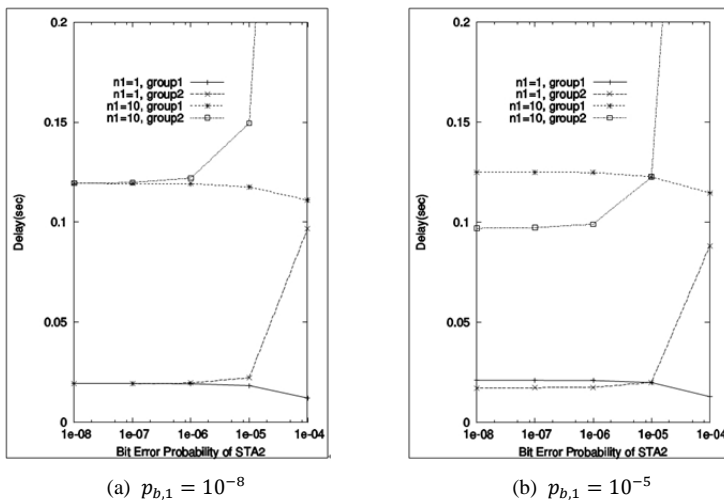 0.2
n1=1, group1
n1=1, group2
n1=10, group1
n1=10, group2
0.15
Delay(sec)
0.1
0.05
0
1e-08 1e-07 1e-06 1e-05 1e-04
Bit Error Probability of STA2
(a) p_{b,1} = 10^{-8}
0.2
n1=1, group1
n1=1, group2
n1=10, group1
n1=10, group2
0.15
Delay(sec)
0.1
0.05
0
1e-08 1e-07 1e-06 1e-05 1e-04
Bit Error Probability of STA2
(b) p_{b,1} = 10^{-5}